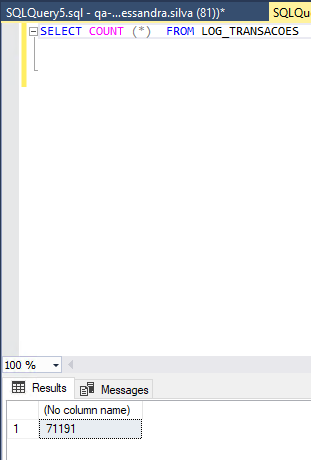 SQLQuery5.sql - qa-...essandra.silva (81))*
SQLQu
SELECT COUNT (*)  FROM LOG_TRANSACOES
100 %
Results
Messages
(No column name)
1
71191